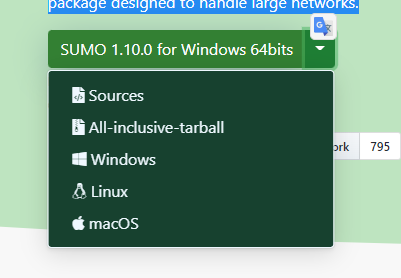 package designed to handle large networks.
SUMO 1.10.0 for Windows 64bits
Sources
All-inclusive-tarball
Windows
Linux
macOS
ork 795